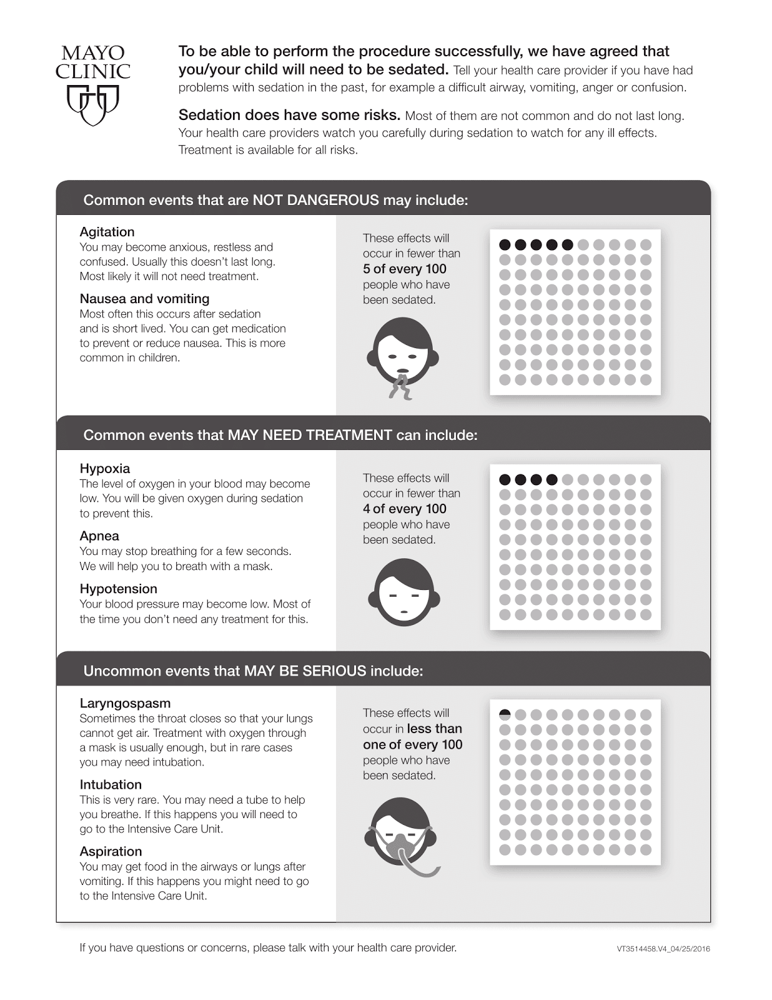 MAYO
CLINIC
To be able to perform the procedure successfully, we have agreed that
you/your child will need to be sedated. Tell your health care provider if you have had
problems with sedation in the past, for example a difficult airway, vomiting, anger or confusion.
Sedation does have some risks. Most of them are not common and do not last long.
Your health care providers watch you carefully during sedation to watch for any ill effects.
Treatment is available for all risks.
Common events that are NOT DANGEROUS may include:
Agitation
You may become anxious, restless and
confused. Usually this doesn't last long.
Most likely it will not need treatment.
Nausea and vomiting
Most often this occurs after sedation
and is short lived. You can get medication
to prevent or reduce nausea. This is more
common in children.
These effects will
occur in fewer than
5 of every 100
people who have
been sedated.
Common events that MAY NEED TREATMENT can include:
Hypoxia
The level of oxygen in your blood may become
low. You will be given oxygen during sedation
to prevent this.
Apnea
You may stop breathing for a few seconds.
We will help you to breath with a mask.
Hypotension
Your blood pressure may become low. Most of
the time you don't need any treatment for this.
These effects will
occur in fewer than
4 of every 100
people who have
been sedated.
Uncommon events that MAY BE SERIOUS include:
Laryngospasm
Sometimes the throat closes so that your lungs
cannot get air. Treatment with oxygen through
a mask is usually enough, but in rare cases
you may need intubation.
Intubation
This is very rare. You may need a tube to help
you breathe. If this happens you will need to
go to the Intensive Care Unit.
Aspiration
You may get food in the airways or lungs after
vomiting. If this happens you might need to go
to the Intensive Care Unit.
These effects will
occur in less than
one of every 100
people who have
been sedated.
If you have questions or concerns, please talk with your health care provider.
VT3514458.V4_04/25/2016